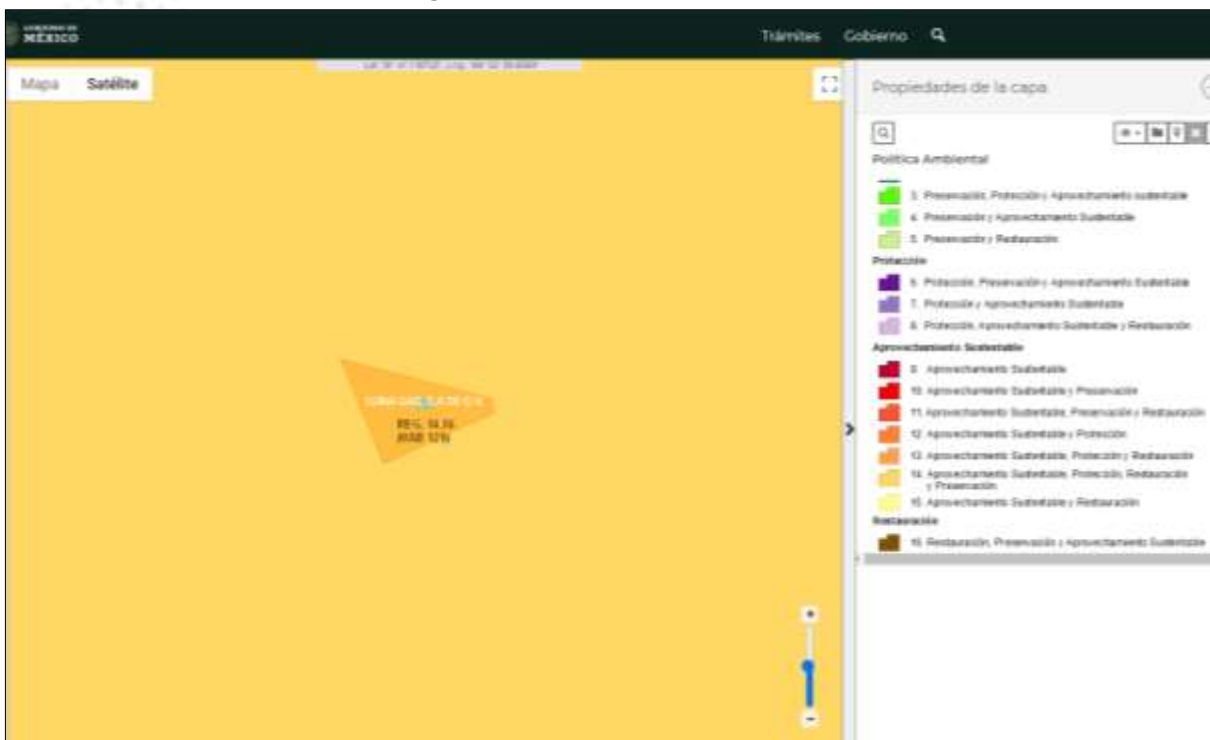 GOBIERNO DE
MÉXICO
Trámites Gobierno
Mapa Satélite
Propiedades de la capa
Política Ambiental
3. Preservación, Protección y Aprovechamiento sustentable
4. Preservación y Aprovechamiento Sustentable
5. Preservación y Restauración
Protección
6. Protección, Preservación y Aprovechamiento Sustentable
7. Protección y Aprovechamiento Sustentable
8. Protección, Aprovechamiento Sustentable y Restauración
Aprovechamiento Sustentable
9. Aprovechamiento Sustentable
10. Aprovechamiento Sustentable y Preservación
11. Aprovechamiento Sustentable, Preservación y Restauración
12. Aprovechamiento Sustentable y Protección
13. Aprovechamiento Sustentable, Protección y Restauración
14. Aprovechamiento Sustentable, Protección, Restauración
y Preservación
15. Aprovechamiento Sustentable y Restauración
Restauración
16. Restauración, Preservación y Aprovechamiento Sustentable
REG. 14.16